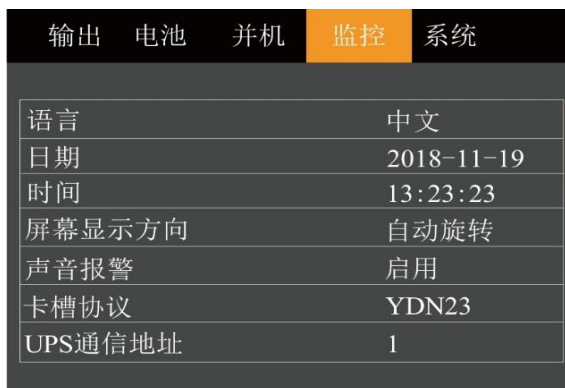 输出 电池 并机 监控 系统
语言 中文
日期 2018-11-19
时间 13:23:23
屏幕显示方向 自动旋转
声音报警 启用
卡槽协议 YDN23
UPS通信地址 1